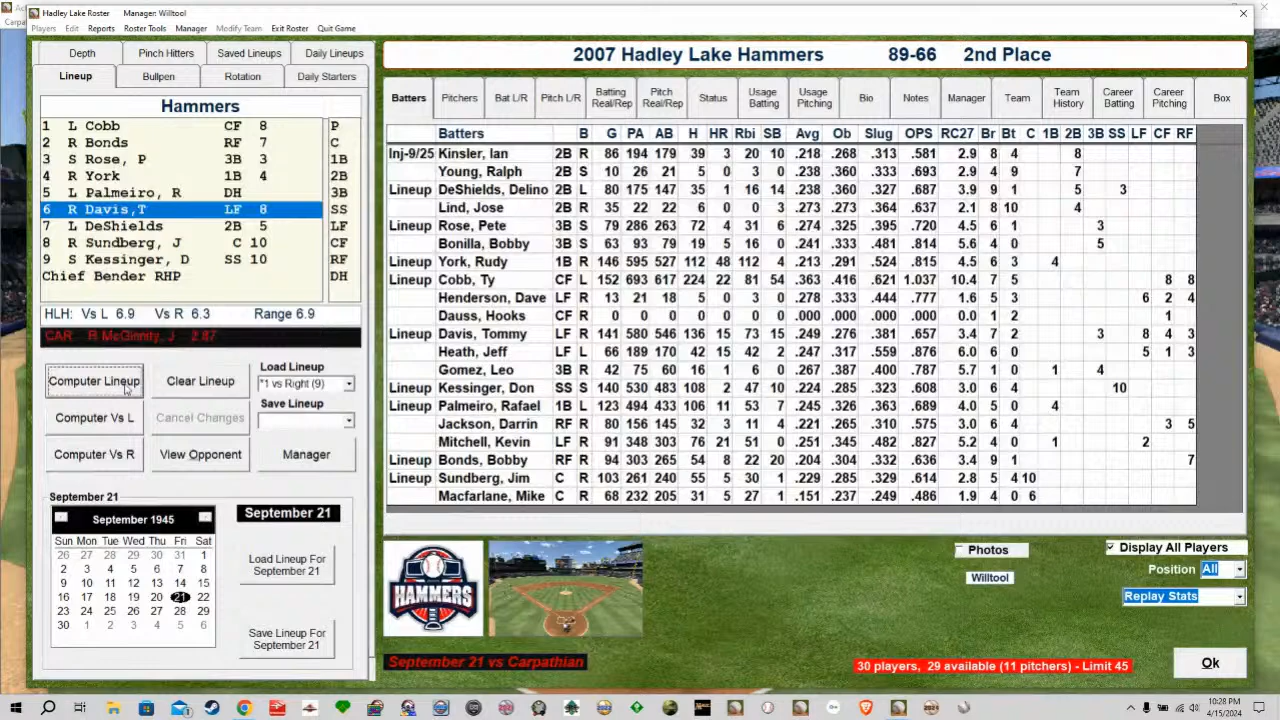 Hadley Lake Roster Manager: Willtool
Players Edit Reports Roster Tools Manager Modify Team Exit Roster Quit Game
Depth Pinch Hitters Saved Lineups Daily Lineups
Lineup Bullpen Rotation Daily Starters
Hammers
1 L Cobb CF 8 P
2 R Bonds RF 7 C
3 S Rose, P 3B 3 1B
4 R York 1B 4 2B
5 L Palmeiro, R DH 3B
6 R Davis,T LF 8 SS
7 L DeShields 2B 5 LF
8 R Sundberg, J C 10 CF
9 S Kessinger, D SS 10 RF
Chief Bender RHP DH
HLH: Vs L 6.9 Vs R 6.3 Range 6.9
CAR R McGinnity, J 2.87
Computer Lineup Clear Lineup Load Lineup
*1 vs Right (9)
Computer Vs L Cancel Changes Save Lineup
Computer Vs R View Opponent Manager
September 21
September 1945 September 21
Sun Mon Tue Wed Thu Fri Sat
26 27 28 29 30 31 1
2 3 4 5 6 7 8
9 10 11 12 13 14 15
16 17 18 19 20 21 22
23 24 25 26 27 28 29
30 1 2 3 4 5 6
Load Lineup For
September 21
Save Lineup For
September 21
2007 Hadley Lake Hammers 89-66 2nd Place
Batters Pitchers Bat L/R Pitch L/R Batting Real/Rep Pitch Real/Rep Status Usage Batting Usage Pitching Bio Notes Manager Team Team History Career Batting Career Pitching Box
Batters B G PA AB H HR Rbi SB Avg Ob Slug OPS RC27 Br Bt C 1B 2B 3B SS LF CF RF
Inj-9/25 Kinsler, Ian 2B R 86 194 179 39 3 20 10 .218 .268 .313 .581 2.9 8 4 8
Young, Ralph 2B S 10 26 21 5 0 3 0 .238 .360 .333 .693 2.4 4 9 7
Lineup DeShields, Delino 2B L 80 175 147 35 1 16 14 .238 .360 .327 .687 3.9 9 1 5 3
Lind, Jose 2B R 35 22 22 6 0 0 3 .273 .273 .364 .637 2.1 8 10 4
Lineup Rose, Pete 3B S 79 286 263 72 4 31 6 .274 .325 .395 .720 4.5 6 1 3
Bonilla, Bobby 3B S 63 93 79 19 5 16 0 .241 .333 .481 .814 5.6 4 0 5
Lineup York, Rudy 1B R 146 595 527 112 48 112 4 .213 .291 .524 .815 4.5 6 3 4
Lineup Cobb, Ty CF L 152 693 617 224 22 81 54 .363 .416 .621 1.037 10.4 7 5 8 8
Henderson, Dave LF R 13 21 18 5 0 3 0 .278 .333 .444 .777 1.6 5 3 6 2 4
Dauss, Hooks CF R 0 0 0 0 0 0 0 .000 .000 .000 .000 0.0 1 2 1
Lineup Davis, Tommy LF R 141 580 546 136 15 73 15 .249 .276 .381 .657 3.4 7 2 3 8 4 3
Heath, Jeff LF L 66 189 170 42 15 42 2 .247 .317 .559 .876 6.0 6 0 5 1 3
Gomez, Leo 3B R 42 75 60 16 1 6 0 .267 .387 .400 .787 5.7 1 0 1 4
Lineup Kessinger, Don SS S 140 530 483 108 2 47 10 .224 .285 .323 .608 3.0 6 4 10
Lineup Palmeiro, Rafael 1B L 123 494 433 106 11 53 7 .245 .326 .363 .689 4.0 5 0 4
Jackson, Darrin RF R 80 156 145 32 3 11 4 .221 .265 .310 .575 3.0 6 4 3 5
Mitchell, Kevin LF R 91 348 303 76 21 51 0 .251 .345 .482 .827 5.2 4 0 1 2
Lineup Bonds, Bobby RF R 94 303 265 54 8 22 20 .204 .304 .332 .636 3.4 9 1 7
Lineup Sundberg, Jim C R 103 261 240 55 5 30 1 .229 .285 .329 .614 2.8 5 4 10
Macfarlane, Mike C R 68 232 205 31 5 27 1 .151 .237 .249 .486 1.9 4 0 6
HAMMERS
Photos
Willtool
Display All Players
Position All
Replay Stats
September 21 vs Carpathian
30 players, 29 available (11 pitchers) - Limit 45
Ok
10:28 PM
4/15/2024